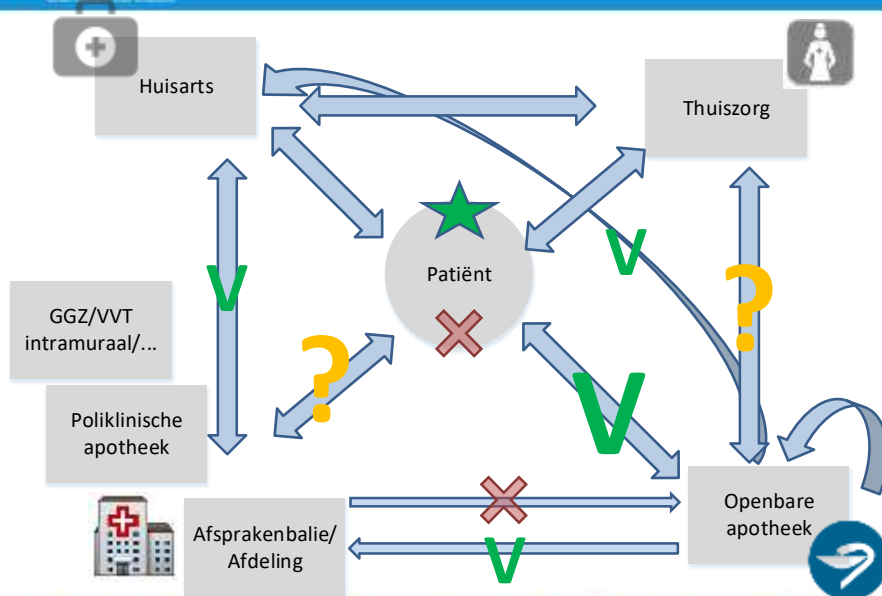 Huisarts
Thuiszorg
V
Patiënt
V
?
GGZ/VVT
intramuraal/...
?
V
Poliklinische
apotheek
Openbare
apotheek
Afsprakenbalie/
Afdeling
V